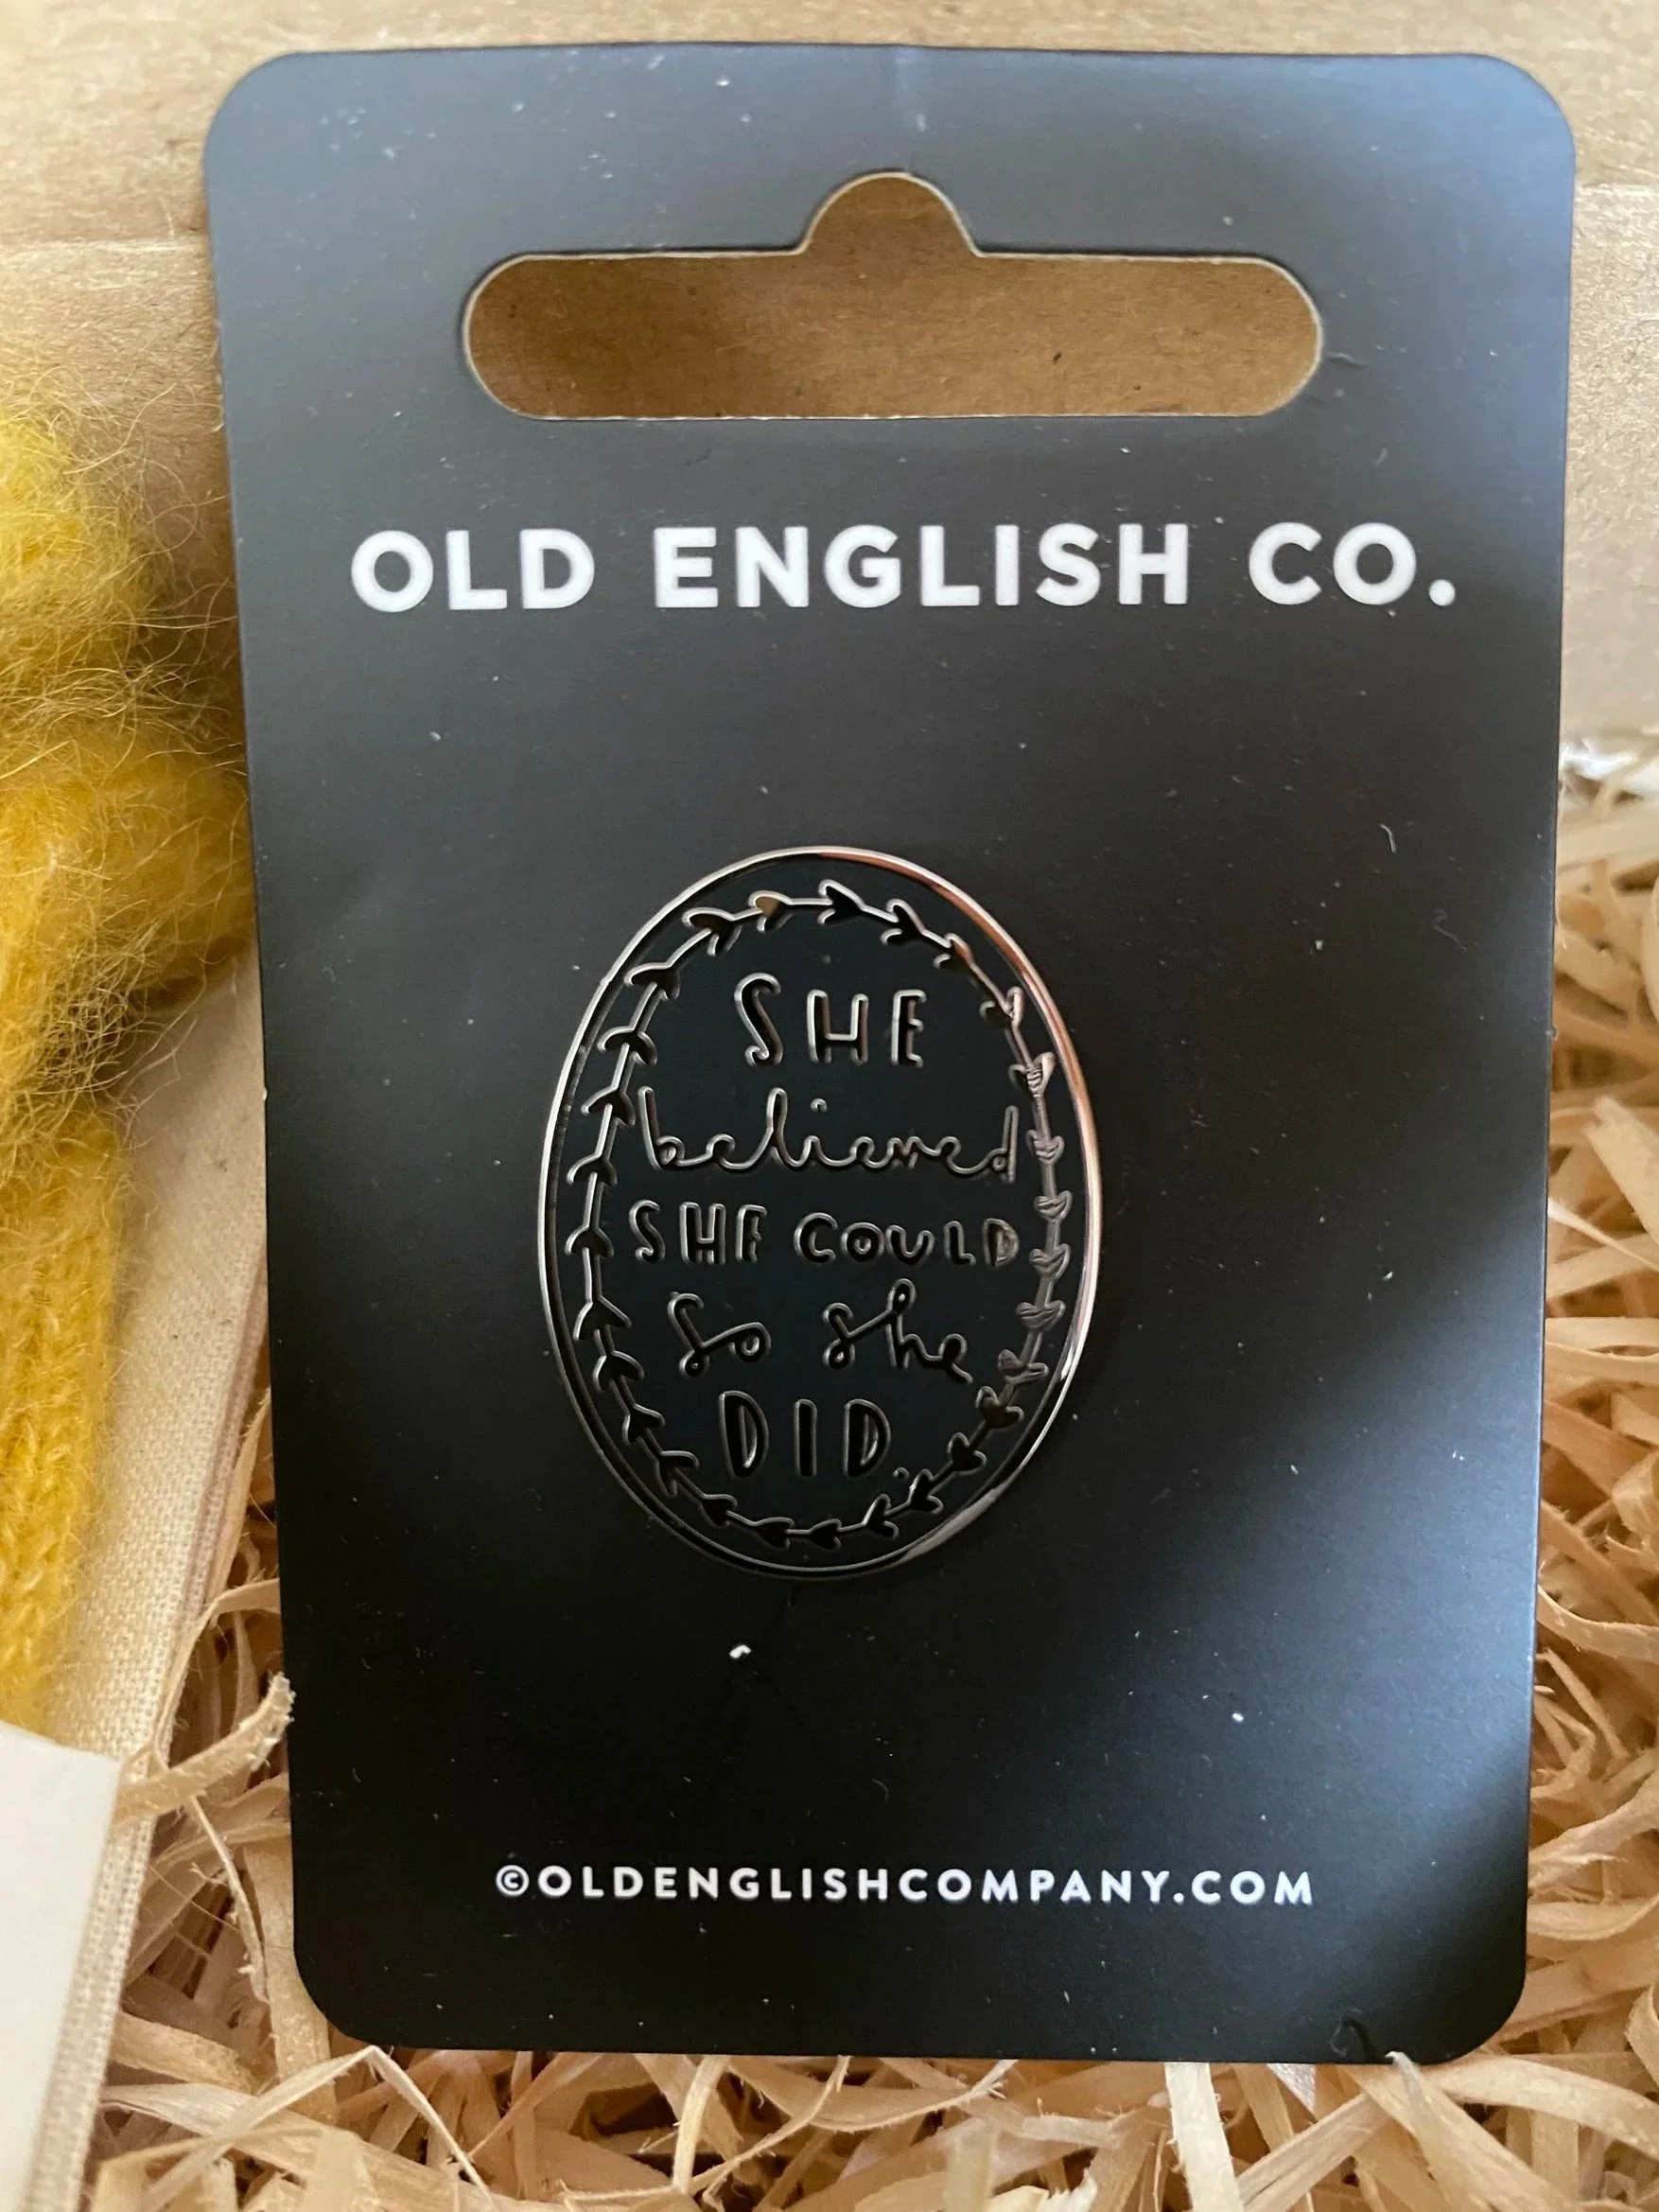 OLD ENGLISH CO.
SHE
believed
SHE COULD
so she
DID.
©OLDENGLISHCOMPANY.COM